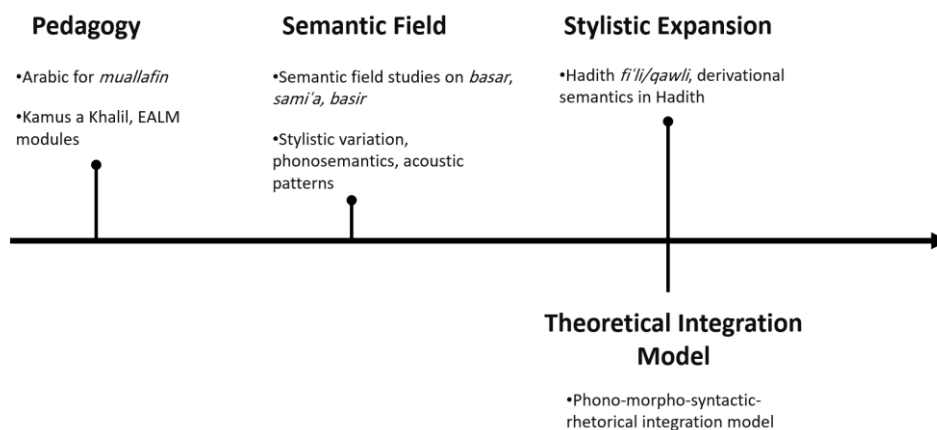 Pedagogy
•Arabic for muallafin
•Kamus a Khalil, EALM
modules
Semantic Field
•Semantic field studies on basar,
sami'a, basir
•Stylistic variation,
phonosemantics, acoustic
patterns
Stylistic Expansion
•Hadith fi'li/qawli, derivational
semantics in Hadith
Theoretical Integration
Model
•Phono-morpho-syntactic-
rhetorical integration model